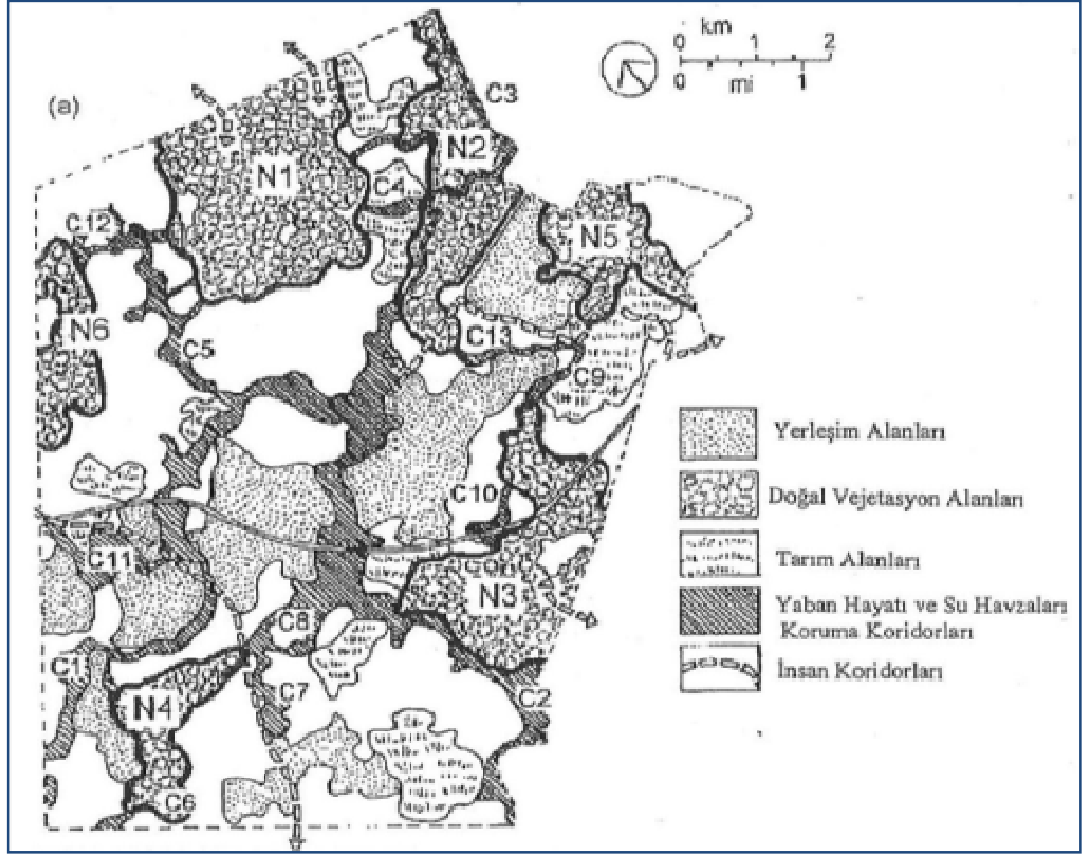 (a)
km
0 1 2
0 mi 1
C3
N2
N1
C4
C12
N5
N6
C13
C5
C9
C10
C11
N3
C8
C1
C7
C2
N4
C6
Yerleşim Alanları
Doğal Vejetasyon Alanları
Tarım Alanları
Yaban Hayatı ve Su Havzaları
Koruma Koridorları
İnsan Koridorları